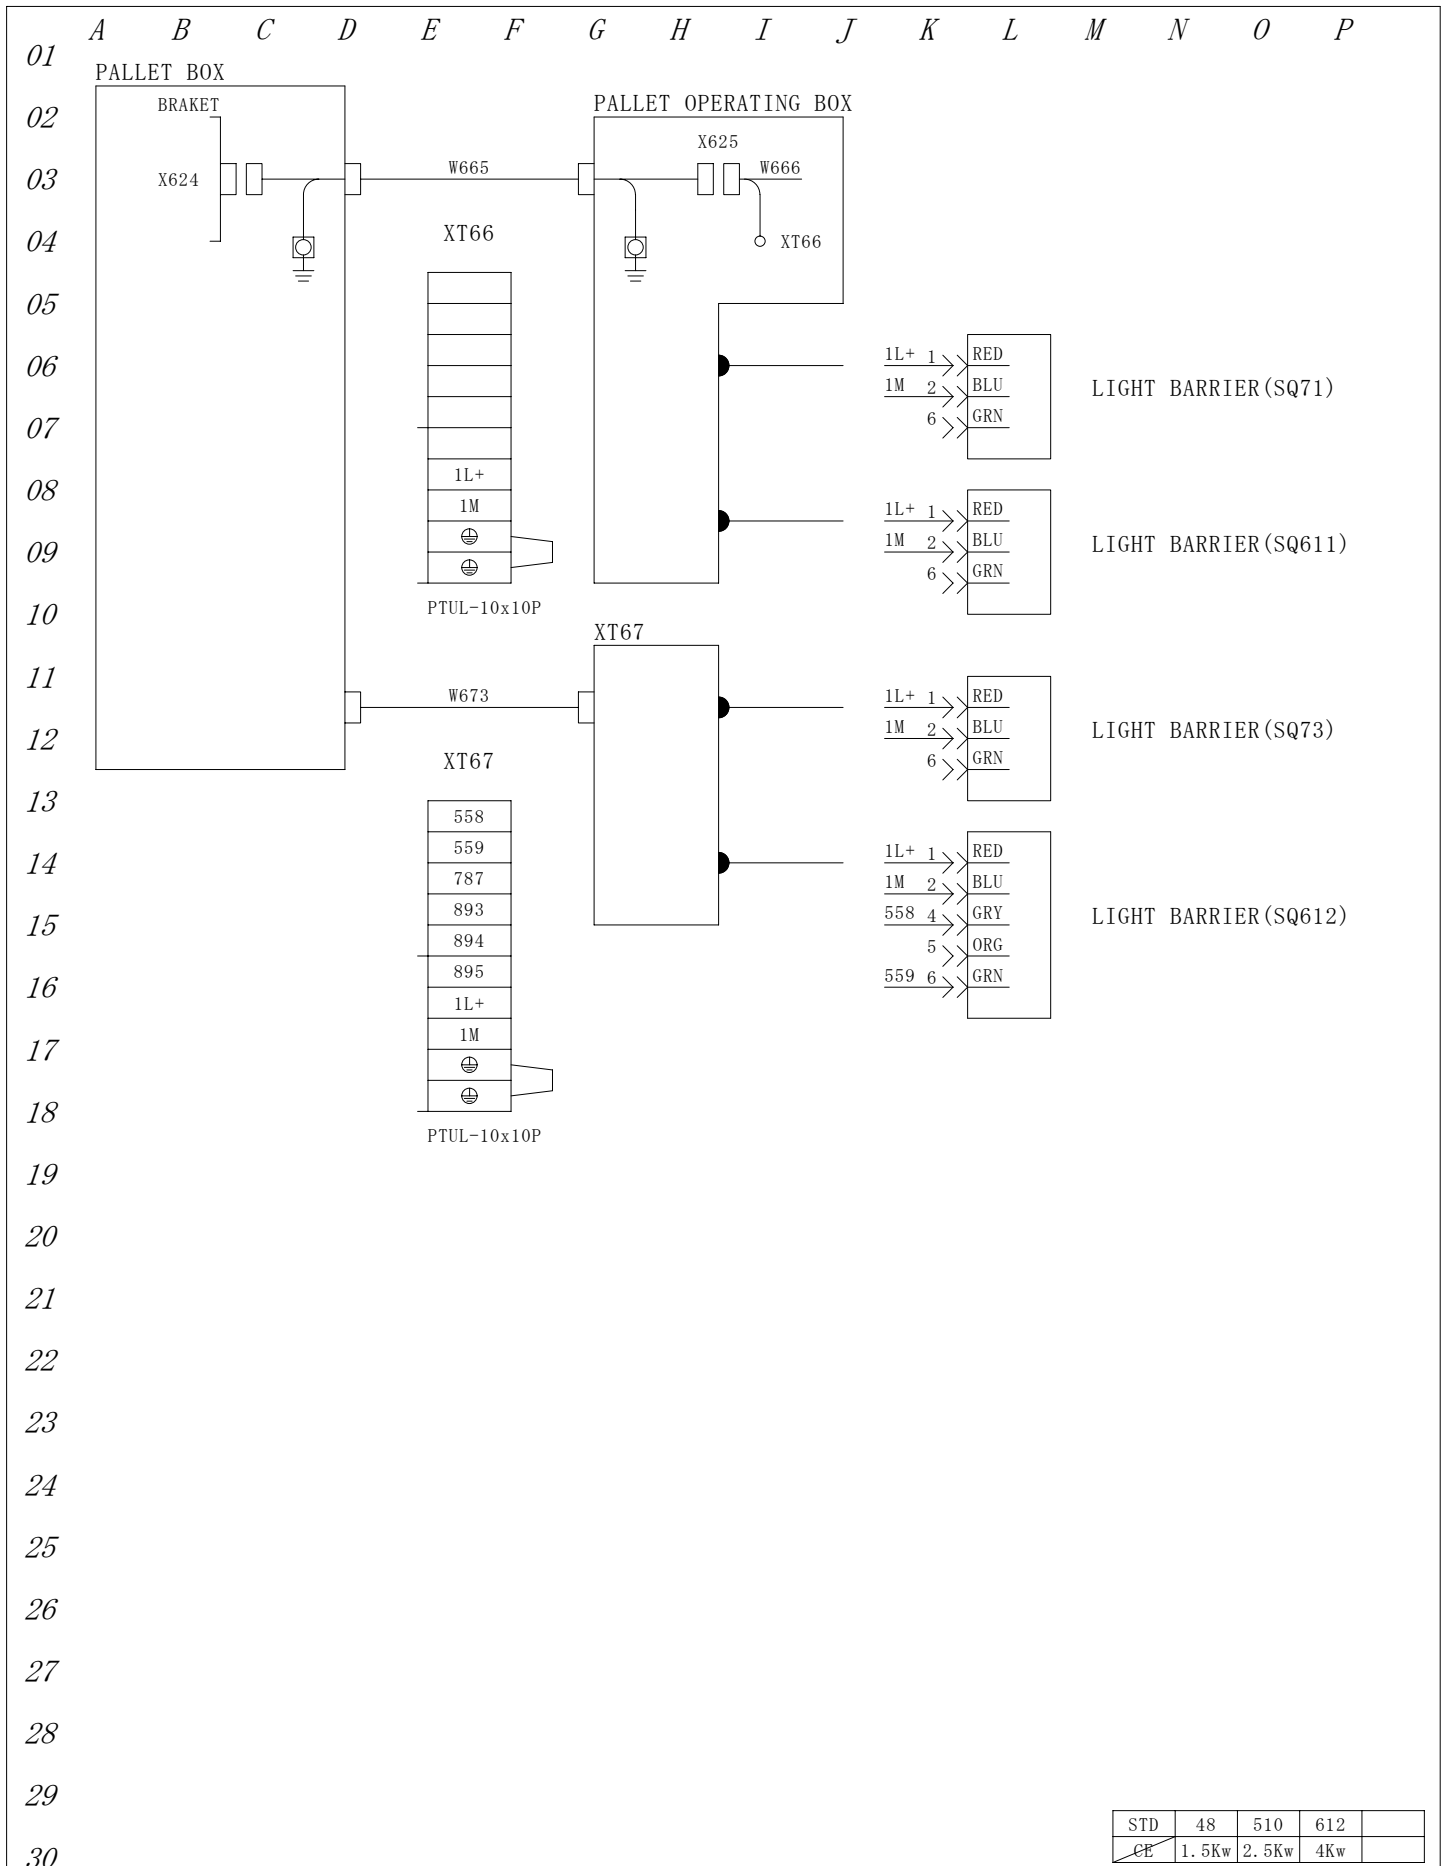 A B C D E F G H I J K L M N O P
01
PALLET BOX
BRAKET
PALLET OPERATING BOX
02
X625
W665
W666
03
X624
XT66
04
XT66
05
1L+ 1 RED
06
1M 2 BLU
LIGHT BARRIER(SQ71)
6 GRN
07
1L+
08
1M
1L+ 1 RED
1M 2 BLU
LIGHT BARRIER(SQ611)
09
6 GRN
PTUL-10x10P
10
XT67
11
W673
1L+ 1 RED
1M 2 BLU
LIGHT BARRIER(SQ73)
12
XT67
6 GRN
13
558
559
1L+ 1 RED
14
787
1M 2 BLU
893
558 4 GRY
LIGHT BARRIER(SQ612)
15
894
5 ORG
895
559 6 GRN
16
1L+
1M
17
18
PTUL-10x10P
19
20
21
22
23
24
25
26
27
28
29
STD 48 510 612
CE 1.5Kw 2.5Kw 4Kw
30